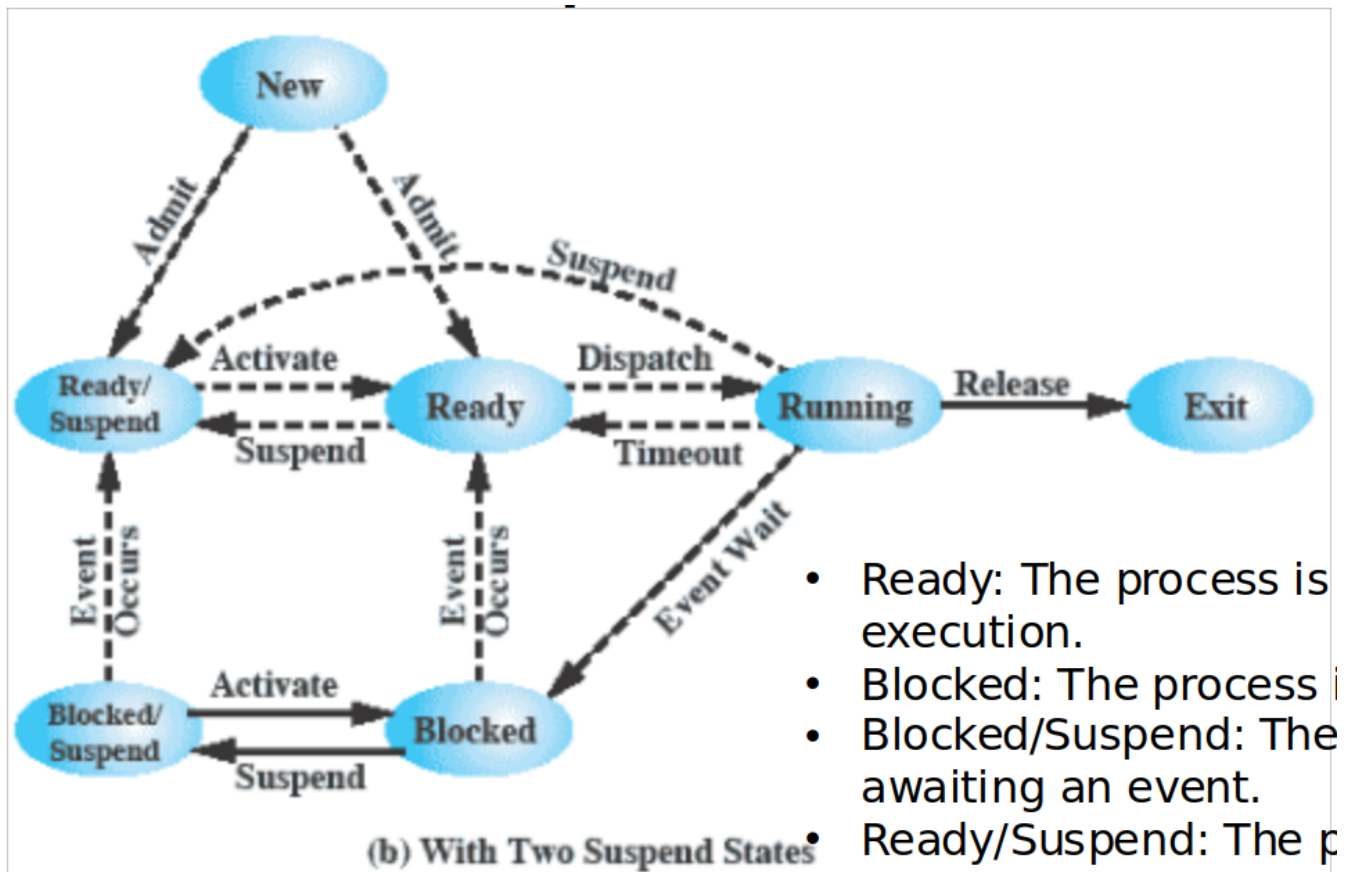 New
Admit
Admit
Suspend
Ready/
Suspend
Activate
Suspend
Ready
Dispatch
Timeout
Running
Release
Exit
Event
Occurs
Event
Occurs
Event Wait
Blocked/
Suspend
Activate
Suspend
Blocked
(b) With Two Suspend States
• Ready: The process is
execution.
• Blocked: The process i
• Blocked/Suspend: The
awaiting an event.
• Ready/Suspend: The p